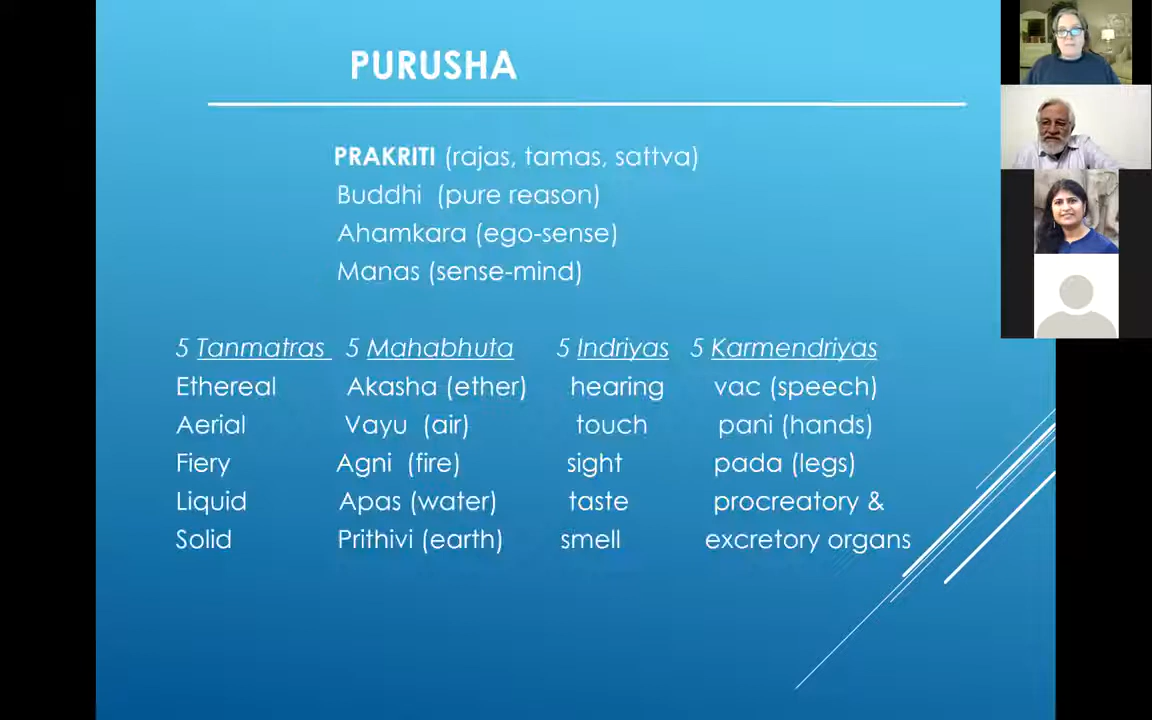 PURUSHA
PRAKRITI (rajas, tamas, sattva)
Buddhi (pure reason)
Ahamkara (ego-sense)
Manas (sense-mind)
5 Tanmatras 5 Mahabhuta 5 Indriyas 5 Karmendriyas
Ethereal Akasha (ether) hearing vac (speech)
Aerial Vayu (air) touch pani (hands)
Fiery Agni (fire) sight pada (legs)
Liquid Apas (water) taste procreatory &
Solid Prithivi (earth) smell excretory organs